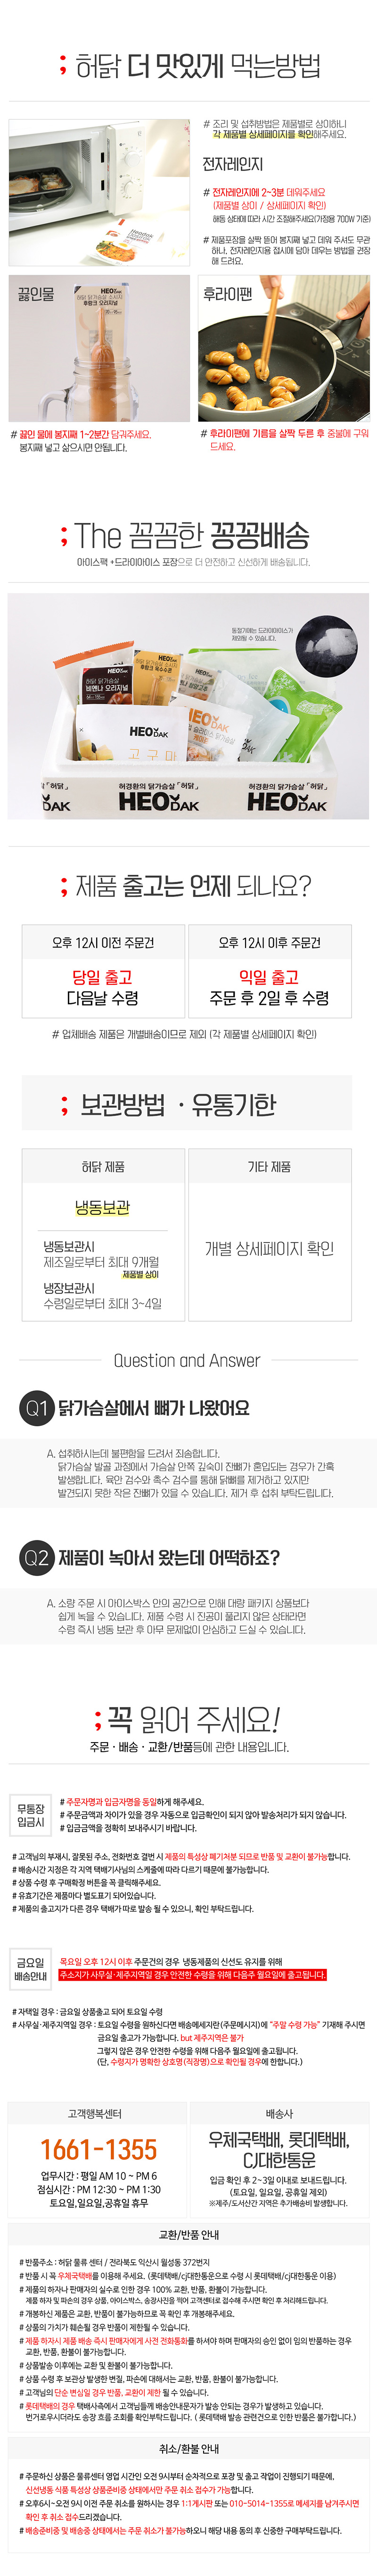 ; 허닭 더 맛있게 먹는방법
# 조리 및 섭취방법은 제품별로 상이하니
각 제품별 상세페이지를 확인해주세요.
전자레인지
# 전자레인지에 2~3분 데워주세요
(제품별 상이 / 상세페이지 확인)
해동 상태에 따라 시간 조절해주세요(가정용 700W 기준)
# 제품포장을 살짝 뜯어 봉지째 넣고 데워 주셔도 무관
하나, 전자레인지용 접시에 담아 데우는 방법을 권장
해 드려요.
끓인물
후라이팬
# 끓인 물에 봉지째 1~2분간 담궈주세요.
봉지째 넣고 삶으시면 안됩니다.
# 후라이팬에 기름을 살짝 두른 후 중불에 구워
드세요.
; The 꼼꼼한 꽁꽁배송
아이스팩 +드라이아이스 포장으로 더 안전하고 신선하게 배송됩니다.
동절기에는 드라이아이스가
제외될 수 있습니다.
HEO DAK
고구마
허경환의 닭가슴살 「허닭」
HEO DAK
허경환의 닭가슴살 「허닭」
HEO DAK
; 제품 출고는 언제 되나요?
오후 12시 이전 주문건
오후 12시 이후 주문건
당일 출고
다음날 수령
익일 출고
주문 후 2일 후 수령
# 업체배송 제품은 개별배송이므로 제외 (각 제품별 상세페이지 확인)
; 보관방법 · 유통기한
허닭 제품
기타 제품
냉동보관
냉동보관시
제조일로부터 최대 9개월
제품별 상이
냉장보관시
수령일로부터 최대 3~4일
개별 상세페이지 확인
Question and Answer
Q1 닭가슴살에서 뼈가 나왔어요
A. 섭취하시는데 불편함을 드려서 죄송합니다.
닭가슴살 발골 과정에서 가슴살 안쪽 깊숙이 잔뼈가 혼입되는 경우가 간혹
발생합니다. 육안 검수와 촉수 검수를 통해 닭뼈를 제거하고 있지만
발견되지 못한 작은 잔뼈가 있을 수 있습니다. 제거 후 섭취 부탁드립니다.
Q2 제품이 녹아서 왔는데 어떡하죠?
A. 소량 주문 시 아이스박스 안의 공간으로 인해 대량 패키지 상품보다
쉽게 녹을 수 있습니다. 제품 수령 시 진공이 풀리지 않은 상태라면
수령 즉시 냉동 보관 후 아무 문제없이 안심하고 드실 수 있습니다.
; 꼭 읽어 주세요!
주문 · 배송 · 교환/반품등에 관한 내용입니다.
무통장
입금시
# 주문자명과 입금자명을 동일하게 해주세요.
# 주문금액과 차이가 있을 경우 자동으로 입금확인이 되지 않아 발송처리가 되지 않습니다.
# 입금금액을 정확히 보내주시기 바랍니다.
# 고객님의 부재시, 잘못된 주소, 전화번호 결번 시 제품의 특성상 폐기처분 되므로 반품 및 교환이 불가능합니다.
# 배송시간 지정은 각 지역 택배기사님의 스케줄에 따라 다르기 때문에 불가능합니다.
# 상품 수령 후 구매확정 버튼을 꼭 클릭해주세요.
# 유효기간은 제품마다 별도표기 되어있습니다.
# 제품의 출고지가 다른 경우 택배가 따로 발송 될 수 있으니, 확인 부탁드립니다.
금요일
배송안내
목요일 오후 12시 이후 주문건의 경우 냉동제품의 신선도 유지를 위해
주소지가 사무실·제주지역일 경우 안전한 수령을 위해 다음주 월요일에 출고됩니다.
# 자택일 경우 : 금요일 상품출고 되어 토요일 수령
# 사무실·제주지역일 경우 : 토요일 수령을 원하신다면 배송메세지란(주문메시지)에 "주말 수령 가능" 기재해 주시면
금요일 출고가 가능합니다. but 제주지역은 불가
그렇지 않은 경우 안전한 수령을 위해 다음주 월요일에 출고됩니다.
(단, 수령지가 명확한 상호명(직장명)으로 확인될 경우에 한합니다.)
고객행복센터
배송사
1661-1355
업무시간 : 평일 AM 10 ~ PM 6
점심시간 : PM 12:30 ~ PM 1:30
토요일,일요일,공휴일 휴무
우체국택배, 롯데택배,
CJ대한통운
입금 확인 후 2~3일 이내로 보내드립니다.
(토요일, 일요일, 공휴일 제외)
※제주/도서산간 지역은 추가배송비 발생합니다.
교환/반품 안내
# 반품주소 : 허닭 물류 센터 / 전라북도 익산시 월성동 372번지
# 반품 시 꼭 우체국택배를 이용해 주세요. (롯데택배/cj대한통운으로 수령 시 롯데택배/cj대한통운 이용)
# 제품의 하자나 판매자의 실수로 인한 경우 100% 교환, 반품, 환불이 가능합니다.
제품 하자 및 파손의 경우 상품, 아이스박스, 송장사진을 찍어 고객센터로 접수해 주시면 확인 후 처리해드립니다.
# 개봉하신 제품은 교환, 반품이 불가능하므로 꼭 확인 후 개봉해주세요.
# 상품의 가치가 훼손될 경우 반품이 제한될 수 있습니다.
# 제품 하자시 제품 배송 즉시 판매자에게 사전 전화통화를 하셔야 하며 판매자의 승인 없이 임의 반품하는 경우
교환, 반품, 환불이 불가능합니다.
# 상품발송 이후에는 교환 및 환불이 불가능합니다.
# 상품 수령 후 보관상 발생한 변질, 파손에 대해서는 교환, 반품, 환불이 불가능합니다.
# 고객님의 단순 변심일 경우 반품, 교환이 제한 될 수 있습니다.
# 롯데택배의 경우 택배사측에서 고객님들께 배송안내문자가 발송 안되는 경우가 발생하고 있습니다.
번거로우시더라도 송장 흐름 조회를 확인부탁드립니다. ( 롯데택배 발송 관련건으로 인한 반품은 불가합니다.)
취소/환불 안내
# 주문하신 상품은 물류센터 영업 시간인 오전 9시부터 순차적으로 포장 및 출고 작업이 진행되기 때문에,
신선냉동 식품 특성상 상품준비중 상태에서만 주문 취소 접수가 가능합니다.
# 오후6시~오전 9시 이전 주문 취소를 원하시는 경우 1:1게시판 또는 010-5014-1355로 메세지를 남겨주시면
확인 후 취소 접수드리겠습니다.
# 배송준비중 및 배송중 상태에서는 주문 취소가 불가능하오니 해당 내용 동의 후 신중한 구매부탁드립니다.